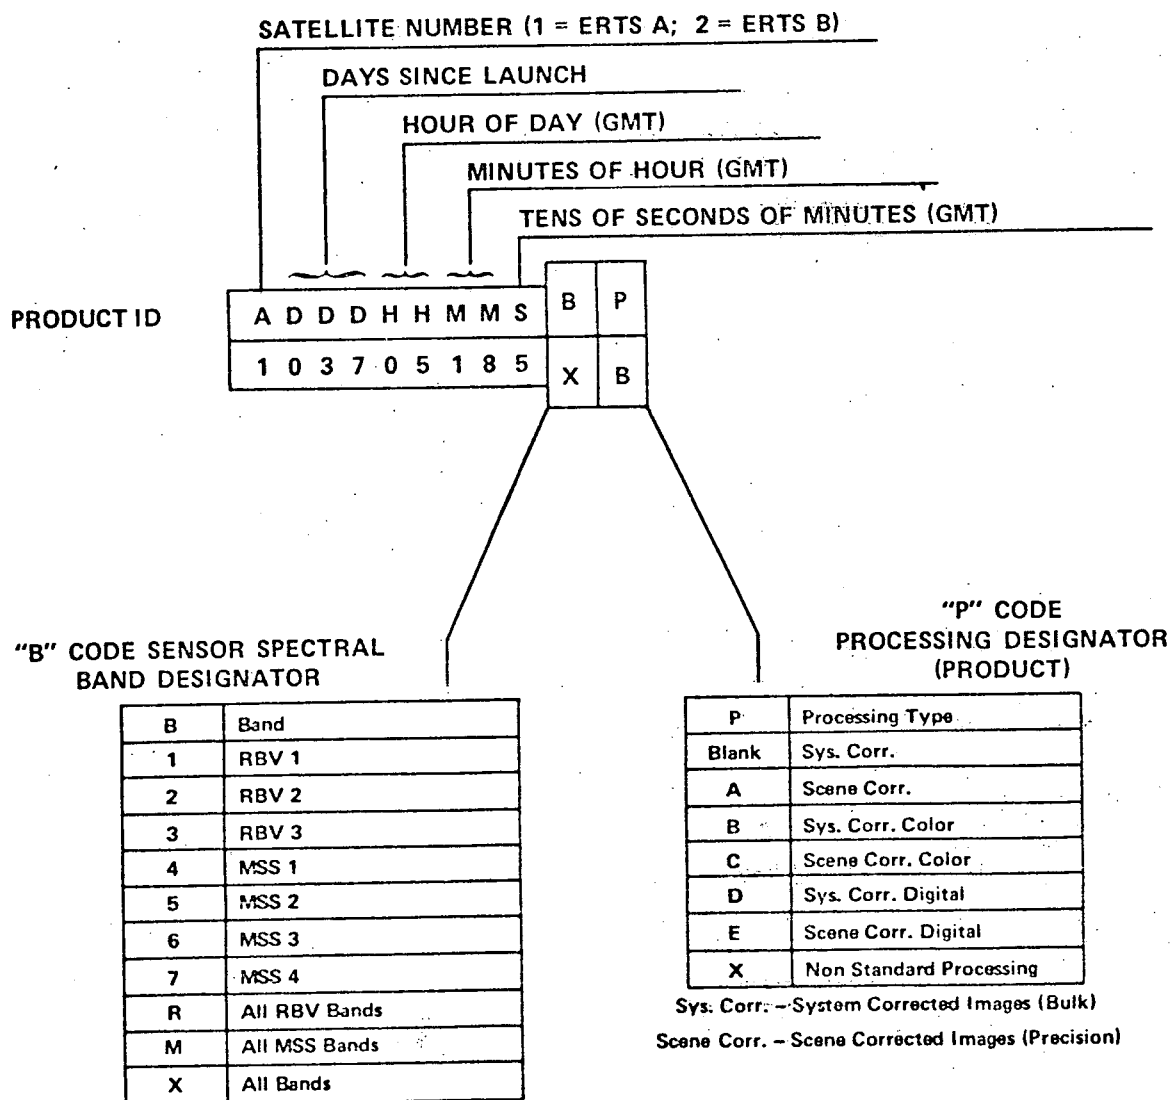 SATELLITE NUMBER (1 = ERTS A; 2 = ERTS B)
DAYS SINCE LAUNCH
HOUR OF DAY (GMT)
MINUTES OF HOUR (GMT)
TENS OF SECONDS OF MINUTES (GMT)
PRODUCT ID
A D D D H H M M S B P
1 0 3 7 0 5 1 8 5 X B
"B" CODE SENSOR SPECTRAL
BAND DESIGNATOR
B Band
1 RBV 1
2 RBV 2
3 RBV 3
4 MSS 1
5 MSS 2
6 MSS 3
7 MSS 4
R All RBV Bands
M All MSS Bands
X All Bands
"P" CODE
PROCESSING DESIGNATOR
(PRODUCT)
P Processing Type
Blank Sys. Corr.
A Scene Corr.
B Sys. Corr. Color
C Scene Corr. Color
D Sys. Corr. Digital
E Scene Corr. Digital
X Non Standard Processing
Sys. Corr. – System Corrected Images (Bulk)
Scene Corr. – Scene Corrected Images (Precision)